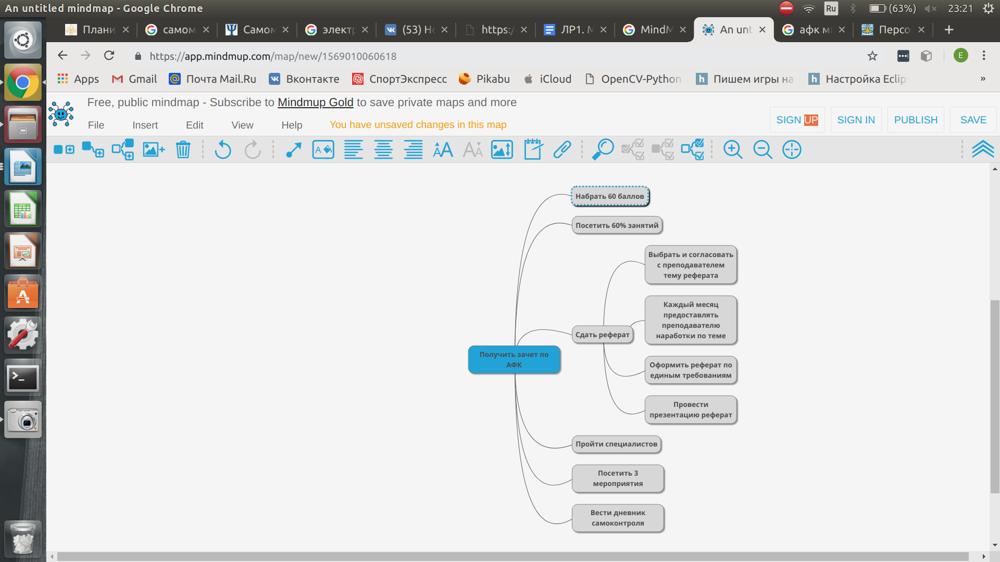 An untitled mindmap - Google Chrome
Ru (63%) 23:21
Плани самом Самом электр (53) Но https:/ ЛР1. М MindM An unt афк ми Персо
https://app.mindmup.com/map/new/1569010060618 E
Apps Gmail Почта Mail.Ru Вконтакте СпортЭкспресс Pikabu iCloud OpenCV-Python Пишем игры на Настройка Eclips »
Free, public mindmap - Subscribe to Mindmup Gold to save private maps and more
File Insert Edit View Help You have unsaved changes in this map
SIGN UP SIGN IN PUBLISH SAVE
Набрать 60 баллов
Посетить 60% занятий
Выбрать и согласовать
с преподавателем
тему реферата
Каждый месяц
предоставлять
преподавателю
наработки по теме
Сдать реферат
Получить зачет по
АФК
Оформить реферат по
единым требованиям
Провести
презентацию реферат
Пройти специалистов
Посетить 3
мероприятия
Вести дневник
самоконтроля